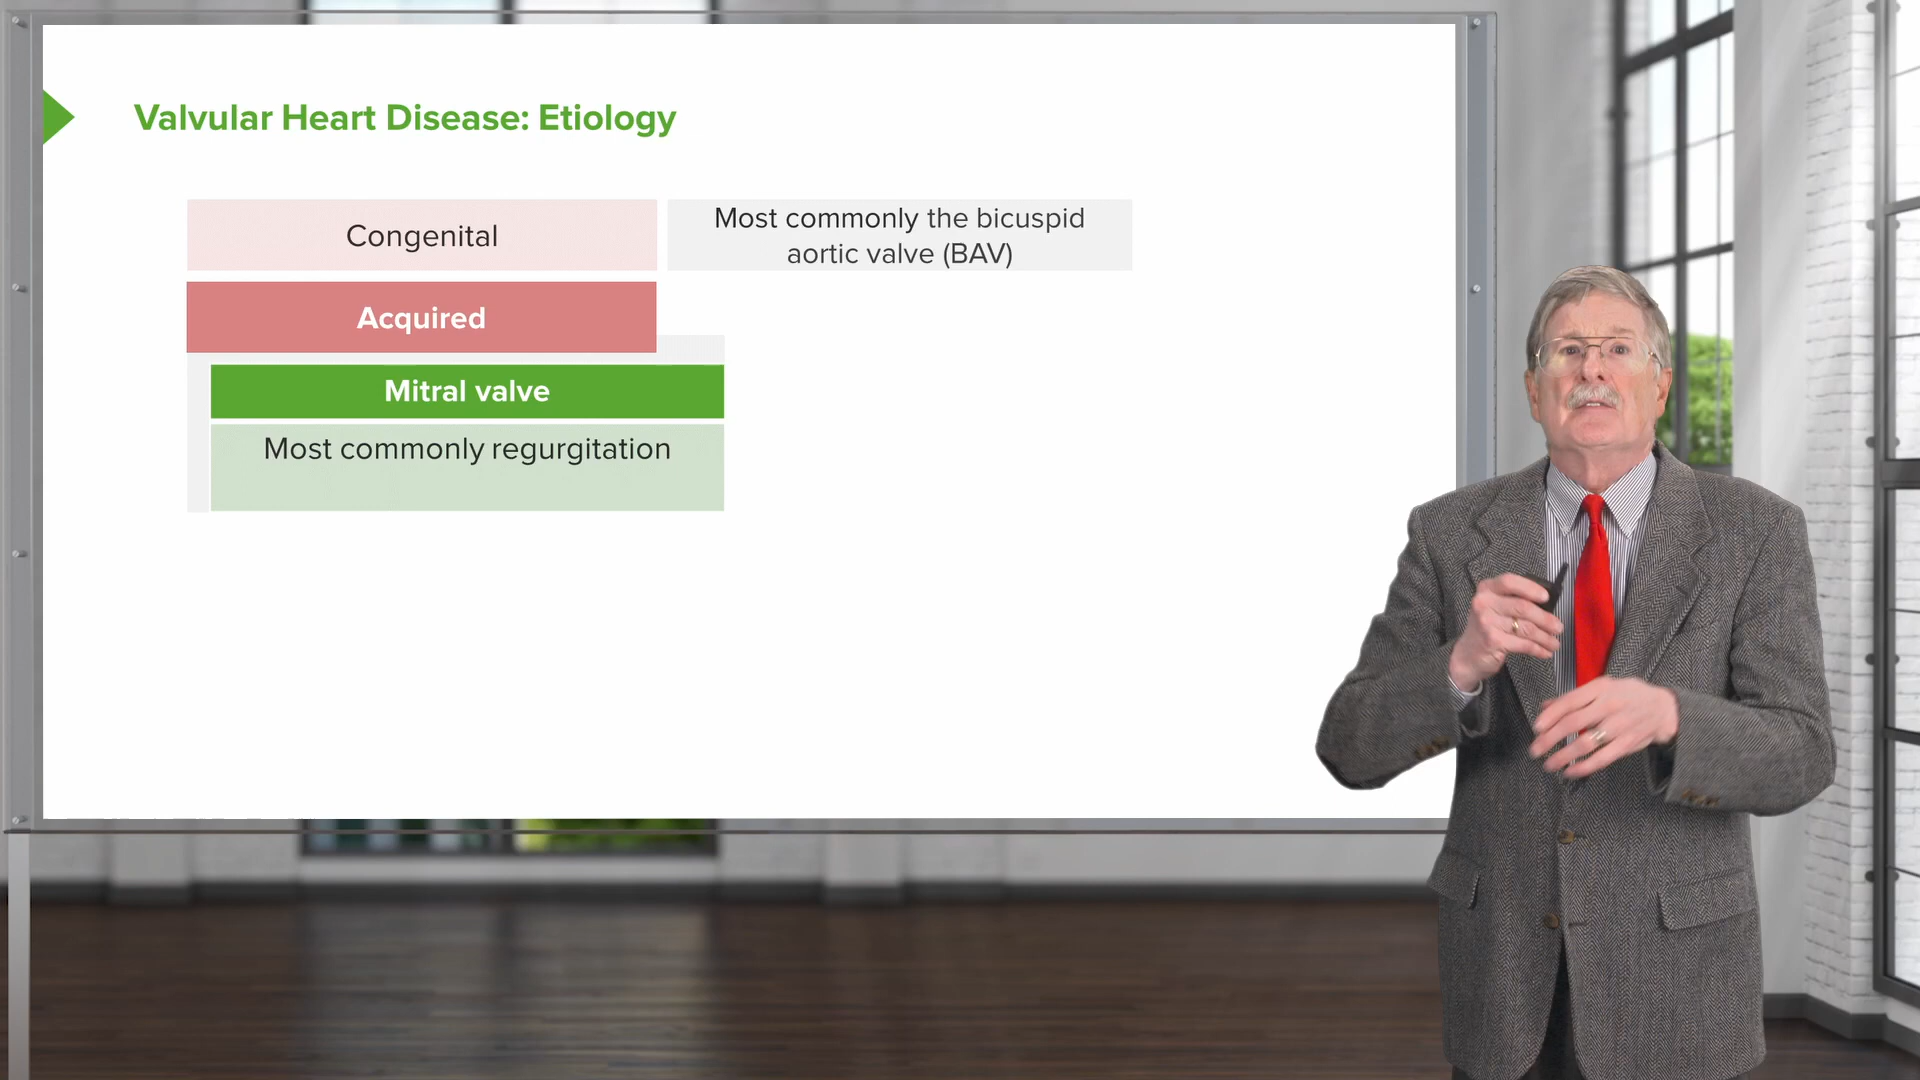 Valvular Heart Disease: Etiology
Congenital
Most commonly the bicuspid
aortic valve (BAV)
Acquired
Mitral valve
Most commonly regurgitation